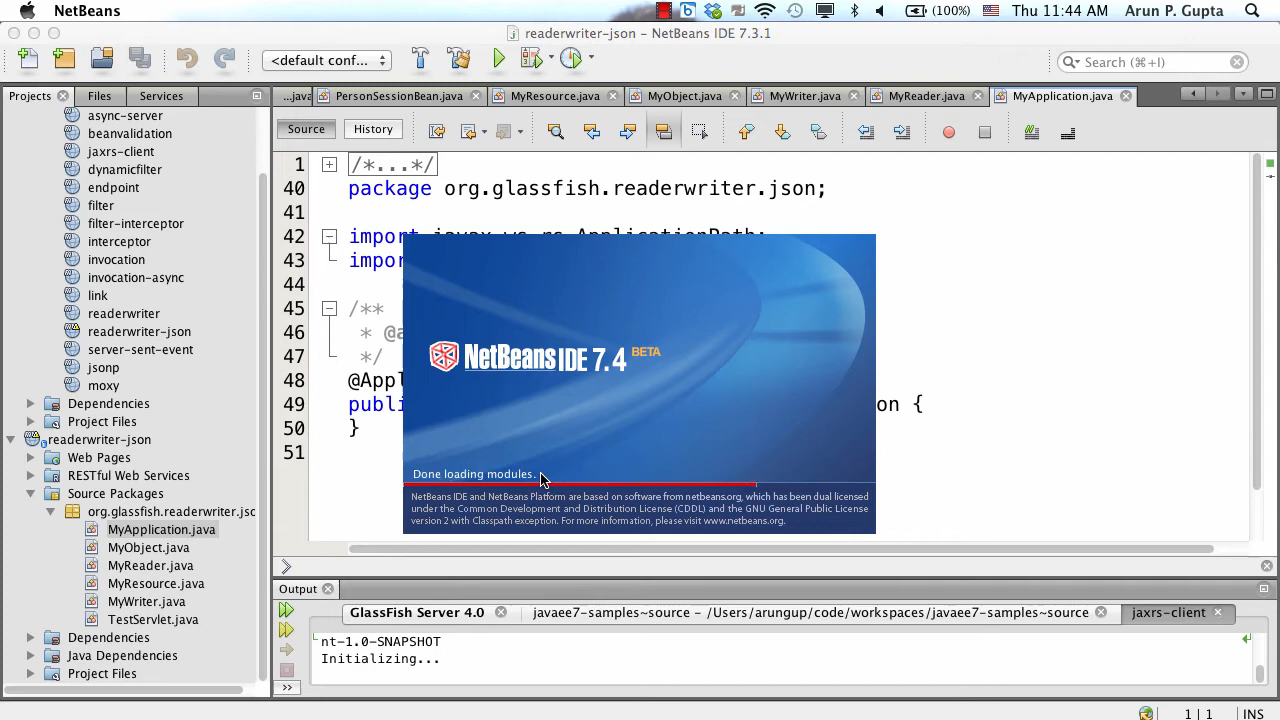 NetBeans
(100%)
Thu 11:44 AM
Arun P. Gupta
readerwriter-json – NetBeans IDE 7.3.1
<default conf...
Search (⌘+I)
Projects
Files
Services
...java
PersonSessionBean.java
MyResource.java
MyObject.java
MyWriter.java
MyReader.java
MyApplication.java
Source
History
async-server
beanvalidation
jaxrs-client
dynamicfilter
endpoint
filter
filter-interceptor
interceptor
invocation
invocation-async
link
readerwriter
readerwriter-json
server-sent-event
jsonp
moxy
Dependencies
Project Files
readerwriter-json
Web Pages
RESTful Web Services
Source Packages
org.glassfish.readerwriter.jsc
MyApplication.java
MyObject.java
MyReader.java
MyResource.java
MyWriter.java
TestServlet.java
Dependencies
Java Dependencies
Project Files
1 /*...*/
40 package org.glassfish.readerwriter.json;
41
42 import javax.ws.rs.ApplicationPath;
43 impor
44
45 /**
46 * @a
47 */
48 @Appl
49 publi on {
50 }
51
NetBeans IDE 7.4 BETA
Done loading modules.
NetBeans IDE and NetBeans Platform are based on software from netbeans.org, which has been dual licensed
under the Common Development and Distribution License (CDDL) and the GNU General Public License
version 2 with Classpath exception. For more information, please visit www.netbeans.org.
Output
GlassFish Server 4.0
javaee7-samples~source – /Users/arungup/code/workspaces/javaee7-samples~source
jaxrs-client
nt-1.0-SNAPSHOT
Initializing...
1 | 1
INS